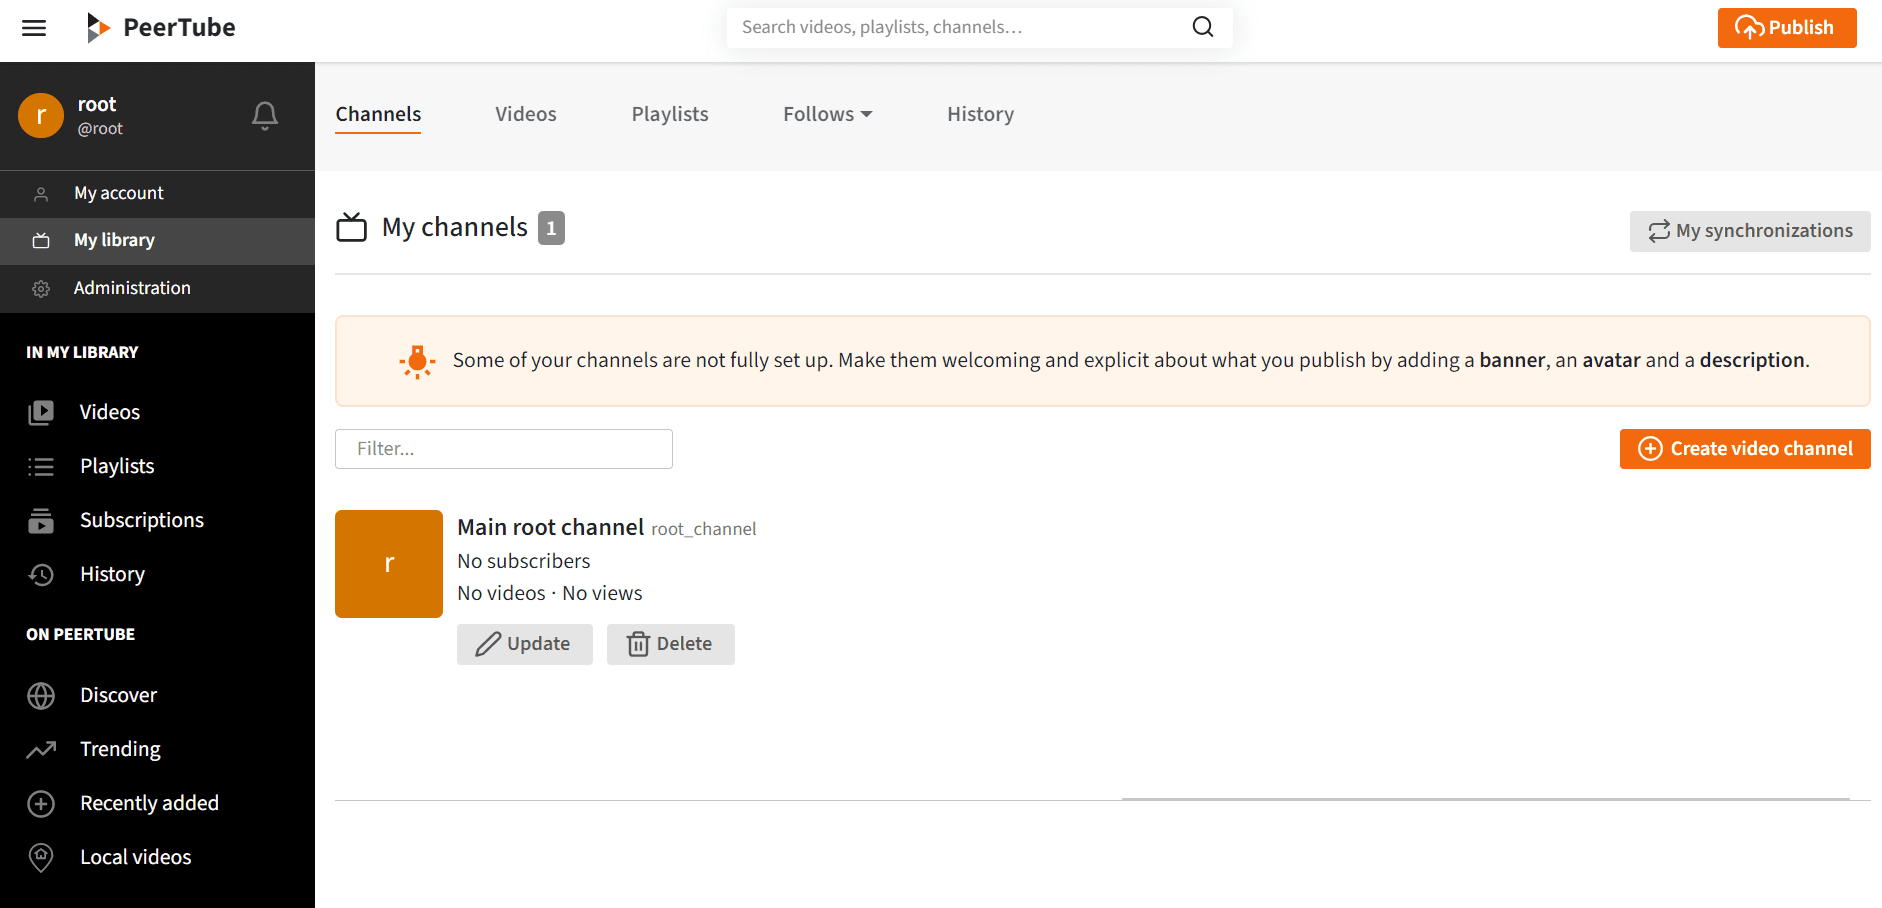 PeerTube
Search videos, playlists, channels…
Publish
r
root
@root
My account
My library
Administration
IN MY LIBRARY
Videos
Playlists
Subscriptions
History
ON PEERTUBE
Discover
Trending
Recently added
Local videos
Channels Videos Playlists Follows History
My channels 1
My synchronizations
Some of your channels are not fully set up. Make them welcoming and explicit about what you publish by adding a banner, an avatar and a description.
Filter...
Create video channel
r
Main root channel root_channel
No subscribers
No videos · No views
Update Delete